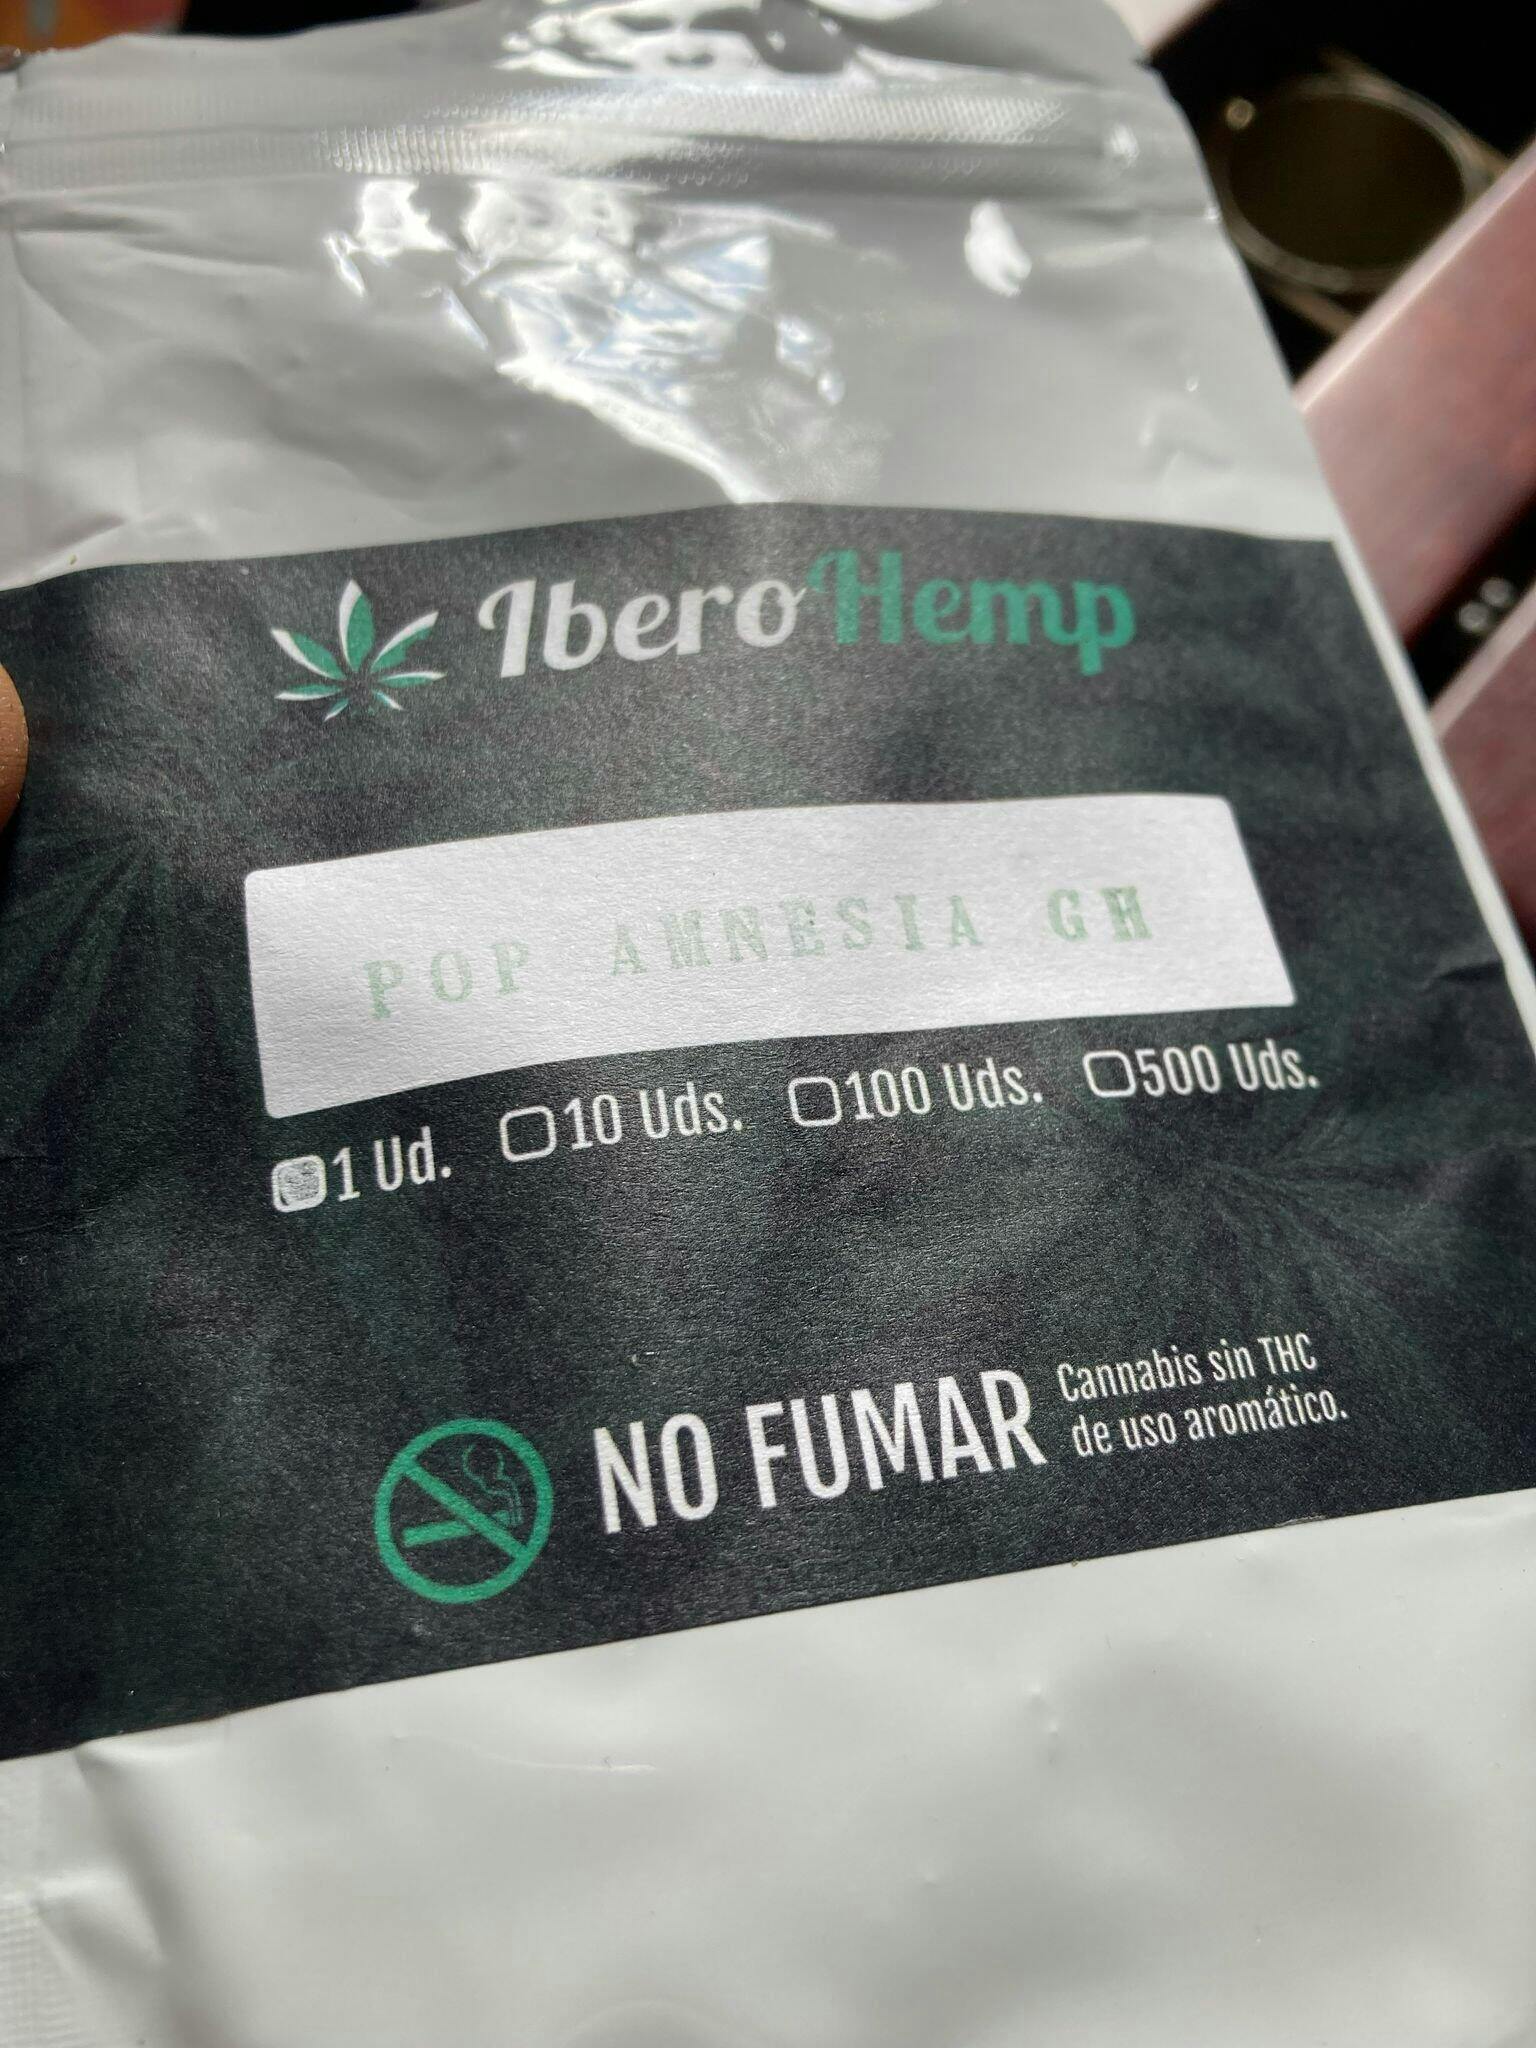 IberoHemp
POP AMNESIA GH
1 Ud. 10 Uds. 100 Uds. 500 Uds.
NO FUMAR
Cannabis sin THC
de uso aromático.